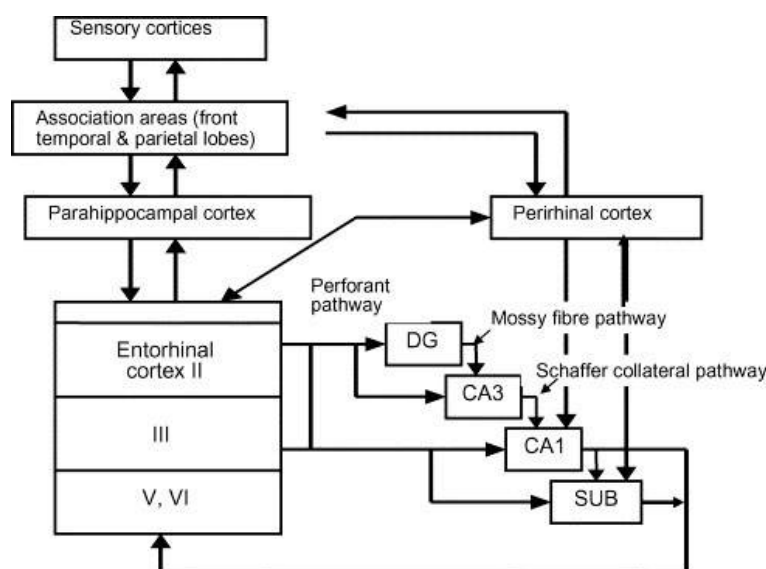 Sensory cortices
Association areas (front
temporal & parietal lobes)
Parahippocampal cortex
Perirhinal cortex
Perforant
pathway
Mossy fibre pathway
DG
Entorhinal
cortex II
Schaffer collateral pathway
CA3
III
CA1
V, VI
SUB